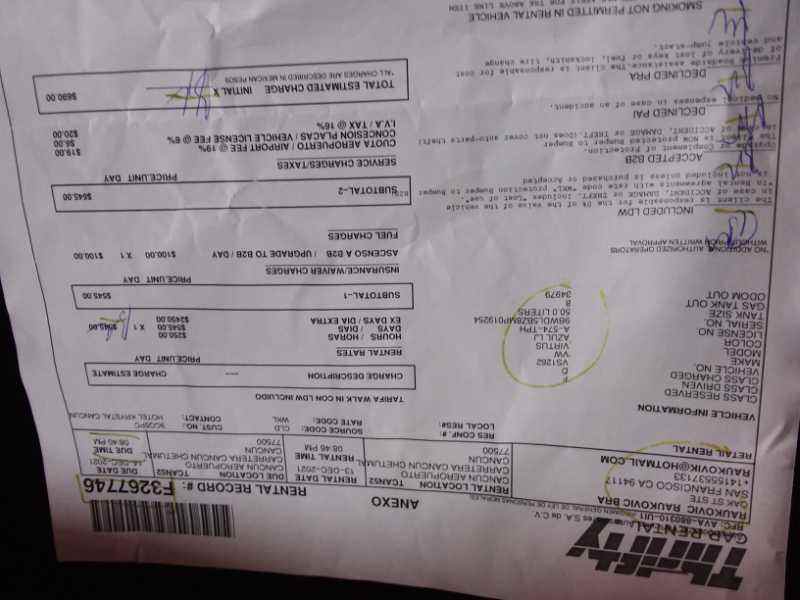 Thrifty
CAR RENTAL
ANEXO
RENTAL RECORD #: F3267746
RAUKOVIC BRA
OAK ST STE
SAN FRANCISCO CA 94117
+14155537133
RAUKOVIK@HOTMAIL.COM
RENTAL LOCATION TCAN52
CANCUN AEROPUERTO
CARRETERA CANCUN CHETUMAL
CANCUN
77500
RENTAL DATE
13-DEC-2021
RENTAL TIME
08:46 PM
DUE LOCATION TCAN52
CANCUN AEROPUERTO
CARRETERA CANCUN CHETUMAL
CANCUN
77500
DUE DATE
14-DEC-2021
DUE TIME
08:46 PM
RETAIL RENTAL
LOCAL RES#:
RES CONF. #:
SOURCE CODE: CLD
RATE CODE: WKL
CUST. NO.:
CONTACT: HOTEL KRYSTAL CANCUN
VEHICLE INFORMATION
CLASS RESERVED F
CLASS DRIVEN D
CLASS CHARGED
VEHICLE NO. VS1262
MAKE VW
MODEL VIRTUS
COLOR AZUL LI
LICENSE NO. A-574-TPH
SERIAL NO. 9BWDL5BZ8MP019254
TANK SIZE 50.0 LITERS
GAS TANK OUT 8
ODOM OUT 34979
TARIFA WALK IN CON LDW INCLUIDO
CHARGE DESCRIPTION --- CHARGE ESTIMATE
RENTAL RATES PRICE/UNIT DAY
HOURS / HORAS $250.00
DAYS / DIAS $545.00 X 1 $545.00
EX DAYS / DIA EXTRA $2490.00
SUBTOTAL-1 $545.00
INSURANCE/WAIVER CHARGES PRICE/UNIT DAY
ASCENSO A B2B / UPGRADE TO B2B / DAY $100.00 X 1 $100.00
FUEL CHARGES
SUBTOTAL-2 $645.00
SERVICE CHARGES/TAXES PRICE/UNIT DAY
CUOTA AEROPUERTO / AIRPORT FEE @ 19% $19.00
CONCESION PLACAS / VEHICLE LICENSE FEE @ 6% $6.00
I.V.A / TAX @ 16% $20.00
TOTAL ESTIMATED CHARGE INITIAL X $690.00
*ALL CHARGES ARE DESCRIBED IN MEXICAN PESOS
*NO ADDITIONAL AUTHORIZED OPERATORS
WITHOUT PRIOR WRITTEN APPROVAL
INCLUDED LDW
The client is responsible for the 0% of the value of the vehicle
in case of ACCIDENT, DAMAGE OR THEFT. Includes "Cost of use".
*In Rental agreements with rate code "WKL" protection Bumper to Bumper
is not included unless is purchased or Accepted
ACCEPTED B2B
Upgrade of Complement of Protection.
The client is NOW protected Bumper to Bumper
in case of ACCIDENT, DAMAGE OR THEFT(Does not cover auto-parts theft)
DECLINED PAI
No medical expenses in case of an accident.
DECLINED PRA
Premium Roadside assistance.The client is responsible for cost
of delivery of lost keys or fuel, locksmith, tire change
and vehicle jump-start.
SMOKING NOT PERMITTED IN RENTAL VEHICLE